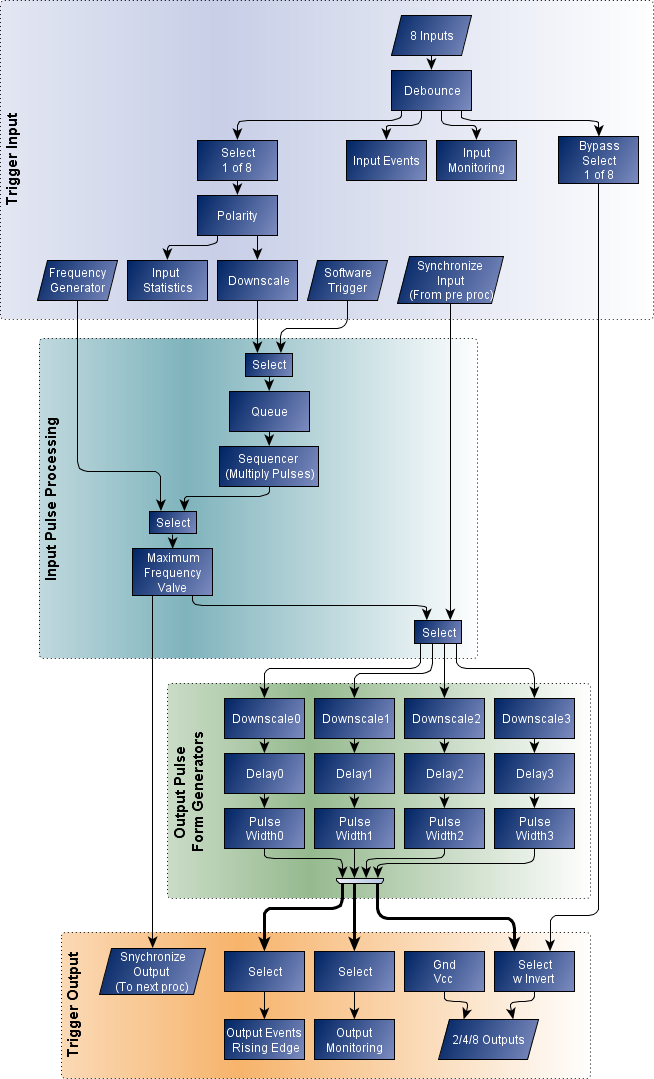 Trigger Input
8 Inputs
Debounce
Select
1 of 8
Input Events
Input
Monitoring
Bypass
Select
1 of 8
Polarity
Frequency
Generator
Input
Statistics
Downscale
Software
Trigger
Synchronize
Input
(From pre proc)
Input Pulse Processing
Select
Queue
Sequencer
(Multiply Pulses)
Select
Maximum
Frequency
Valve
Select
Output Pulse
Form Generators
Downscale0
Downscale1
Downscale2
Downscale3
Delay0
Delay1
Delay2
Delay3
Pulse
Width0
Pulse
Width1
Pulse
Width2
Pulse
Width3
Trigger Output
Snychronize
Output
(To next proc)
Select
Select
Gnd
Vcc
Select
w Invert
Output Events
Rising Edge
Output
Monitoring
2/4/8 Outputs